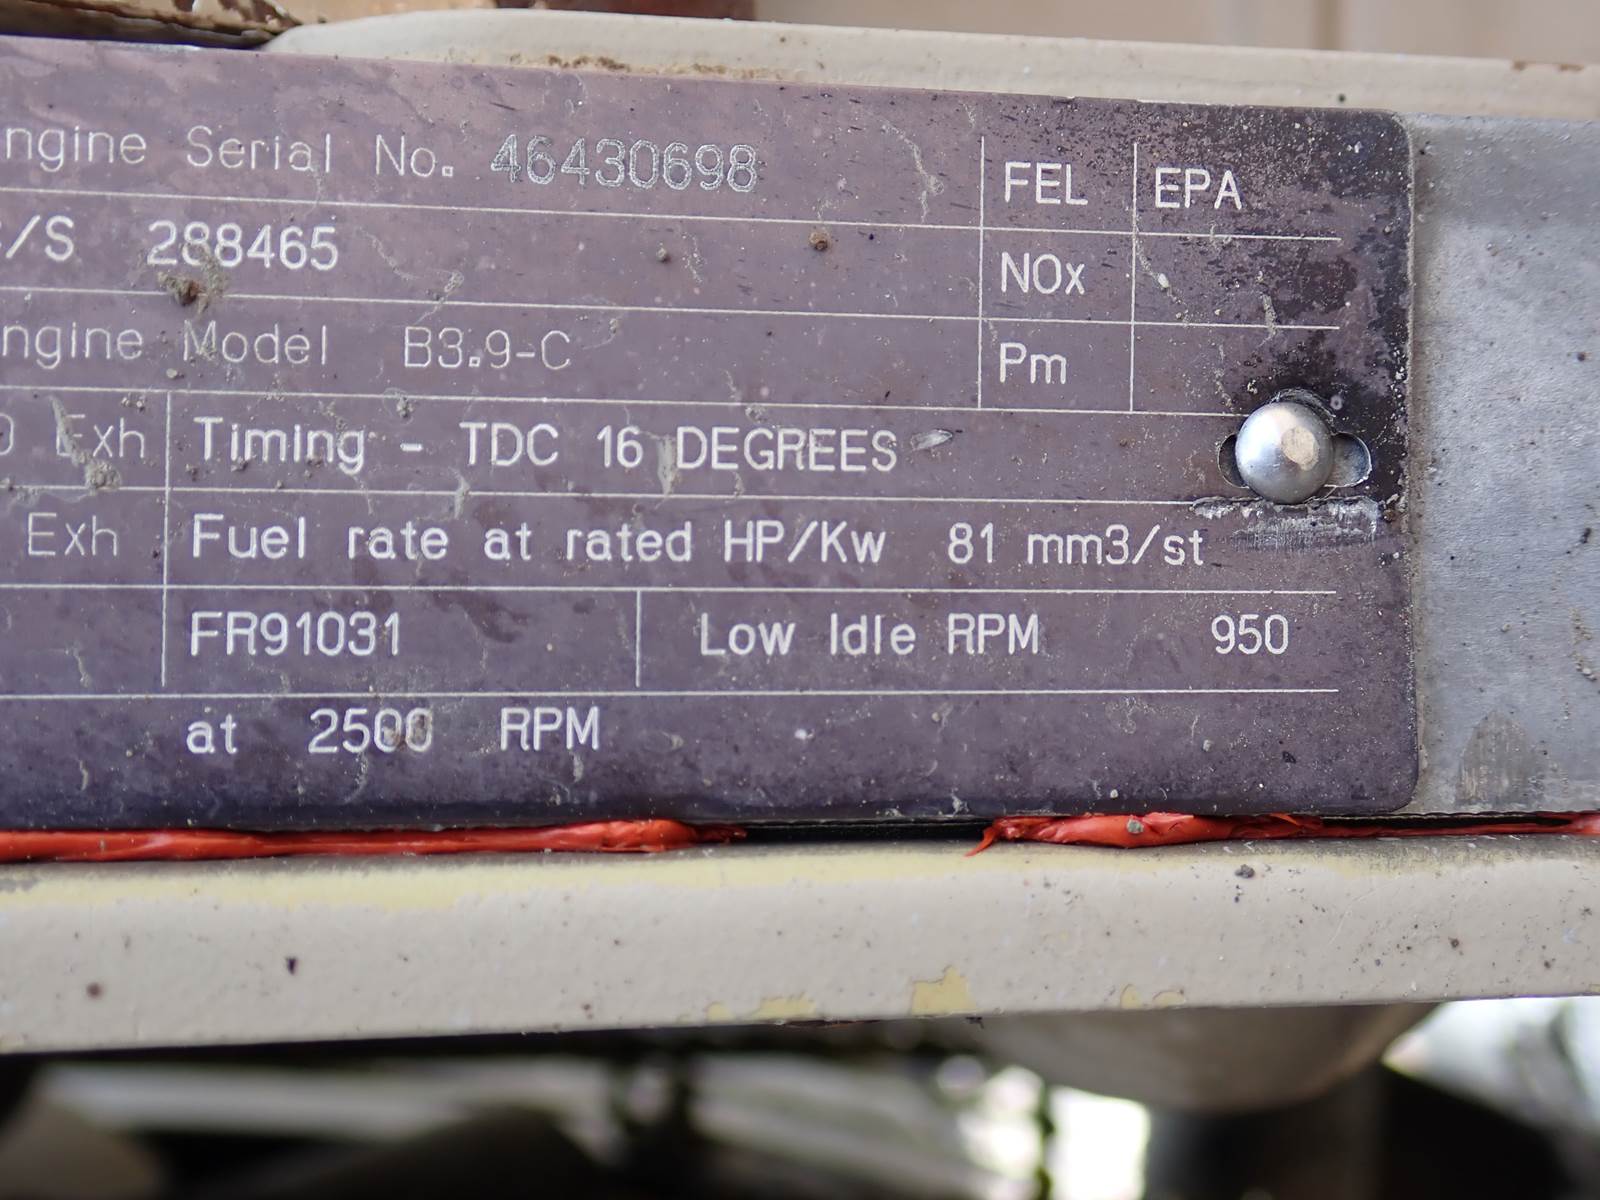 ngine Serial No. 46430698 FEL EPA
/S 288465 NOx
ngine Model B3.9-C Pm
Exh Timing - TDC 16 DEGREES
Exh Fuel rate at rated HP/Kw 81 mm3/st
FR91031 Low Idle RPM 950
at 2500 RPM